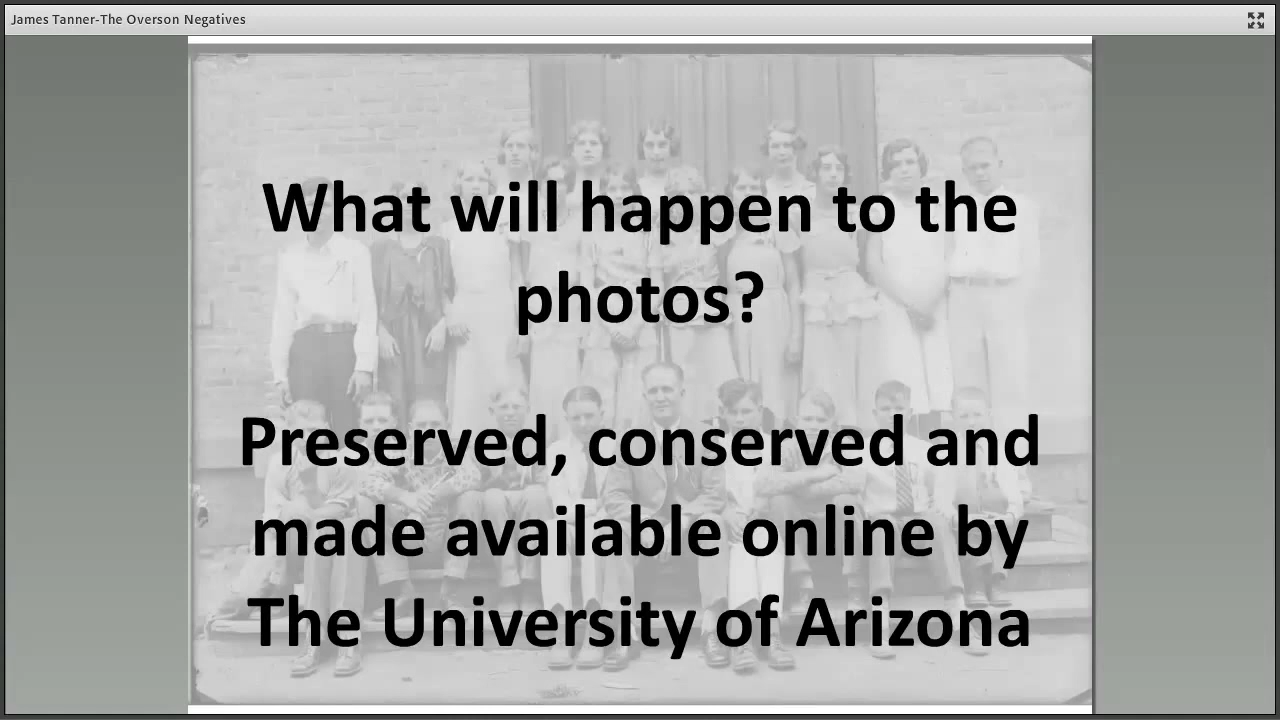 James Tanner-The Overson Negatives
What will happen to the
photos?
Preserved, conserved and
made available online by
The University of Arizona